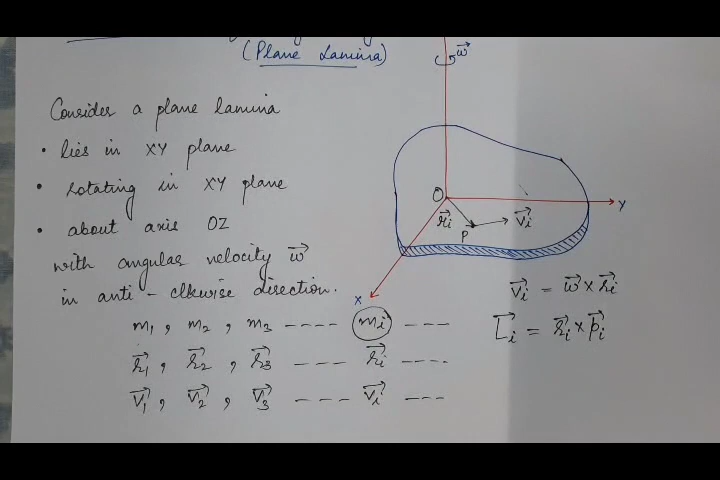 (Plane Lamina)
Consider a plane lamina
• lies in XY plane
• rotating in XY plane
• about axis OZ
with angular velocity w⃗
in anti-clkwise direction.
m₁, m₂, m₃ ---- mᵢ ---
r⃗₁, r⃗₂, r⃗₃ ---- r⃗ᵢ ----
v⃗₁, v⃗₂, v⃗₃ ---- v⃗ᵢ ---
w⃗
O
Y
r⃗ᵢ
P
v⃗ᵢ
X
v⃗ᵢ = w⃗ × r⃗ᵢ
L⃗ᵢ = r⃗ᵢ × p⃗ᵢ